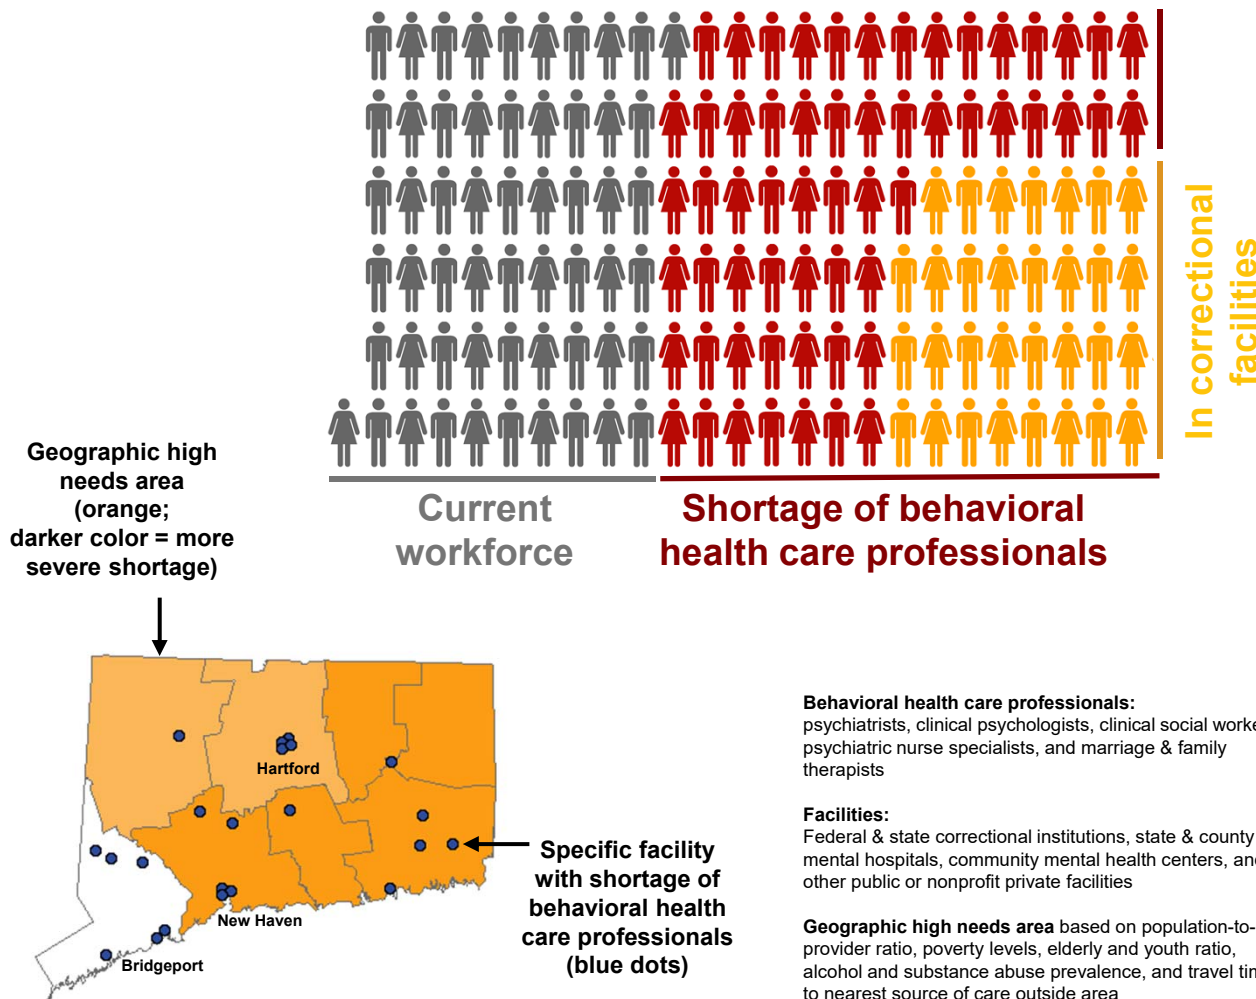 In correctional
facilities
Current
workforce
Shortage of behavioral
health care professionals
Geographic high
needs area
(orange;
darker color = more
severe shortage)
Hartford
New Haven
Bridgeport
Specific facility
with shortage of
behavioral health
care professionals
(blue dots)
Behavioral health care professionals:
psychiatrists, clinical psychologists, clinical social worke
psychiatric nurse specialists, and marriage & family
therapists
Facilities:
Federal & state correctional institutions, state & county
mental hospitals, community mental health centers, and
other public or nonprofit private facilities
Geographic high needs area based on population-to-
provider ratio, poverty levels, elderly and youth ratio,
alcohol and substance abuse prevalence, and travel tim
to nearest source of care outside area